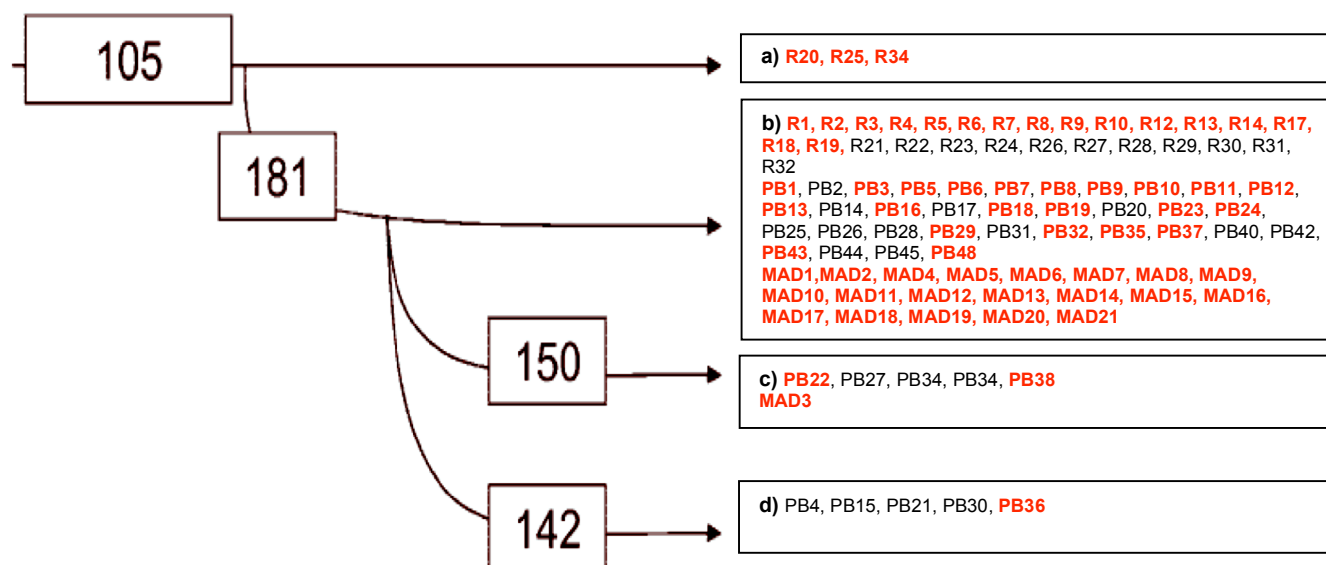 105
a) R20, R25, R34
b) R1, R2, R3, R4, R5, R6, R7, R8, R9, R10, R12, R13, R14, R17,
R18, R19, R21, R22, R23, R24, R26, R27, R28, R29, R30, R31,
R32
181
PB1, PB2, PB3, PB5, PB6, PB7, PB8, PB9, PB10, PB11, PB12,
PB13, PB14, PB16, PB17, PB18, PB19, PB20, PB23, PB24,
PB25, PB26, PB28, PB29, PB31, PB32, PB35, PB37, PB40, PB42,
PB43, PB44, PB45, PB48
MAD1,MAD2, MAD4, MAD5, MAD6, MAD7, MAD8, MAD9,
MAD10, MAD11, MAD12, MAD13, MAD14, MAD15, MAD16,
MAD17, MAD18, MAD19, MAD20, MAD21
150
c) PB22, PB27, PB34, PB34, PB38
MAD3
142
d) PB4, PB15, PB21, PB30, PB36